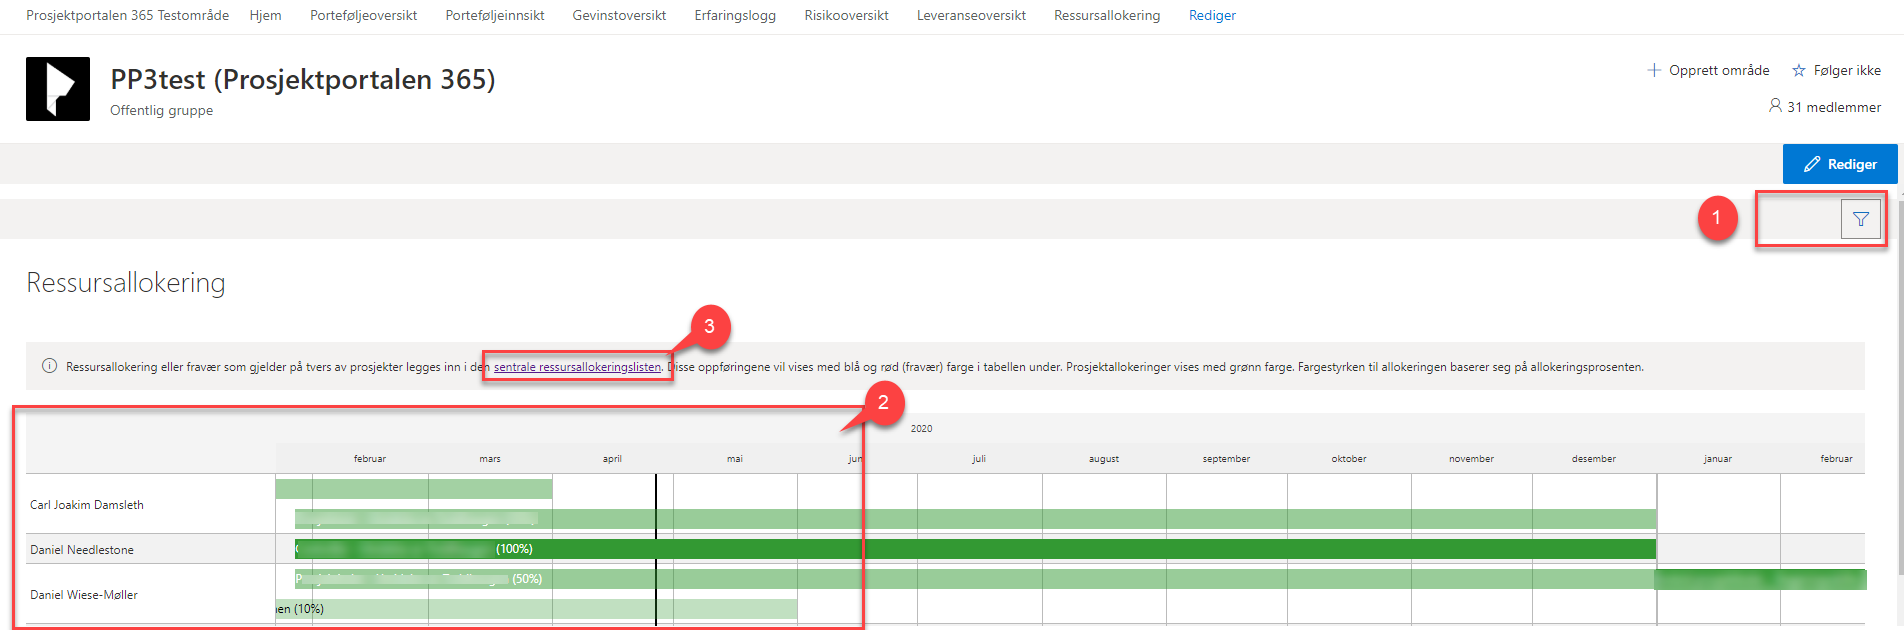 Prosjektportalen 365 Testområde Hjem Porteføljeoversikt Porteføljeinnsikt Gevinstoversikt Erfaringslogg Risikooversikt Leveranseoversikt Ressursallokering Rediger
PP3test (Prosjektportalen 365)
Offentlig gruppe
Opprett område Følger ikke
31 medlemmer
Rediger
1
Ressursallokering
3
Ressursallokering eller fravær som gjelder på tvers av prosjekter legges inn i den sentrale ressursallokeringslisten. Disse oppføringene vil vises med blå og rød (fravær) farge i tabellen under. Prosjektallokeringer vises med grønn farge. Fargestyrken til allokeringen baserer seg på allokeringsprosenten.
2
2020
februar mars april mai jun juli august september oktober november desember januar februar
Carl Joakim Damsleth
Daniel Needlestone
(100%)
(50%)
Daniel Wiese-Møller
(10%)